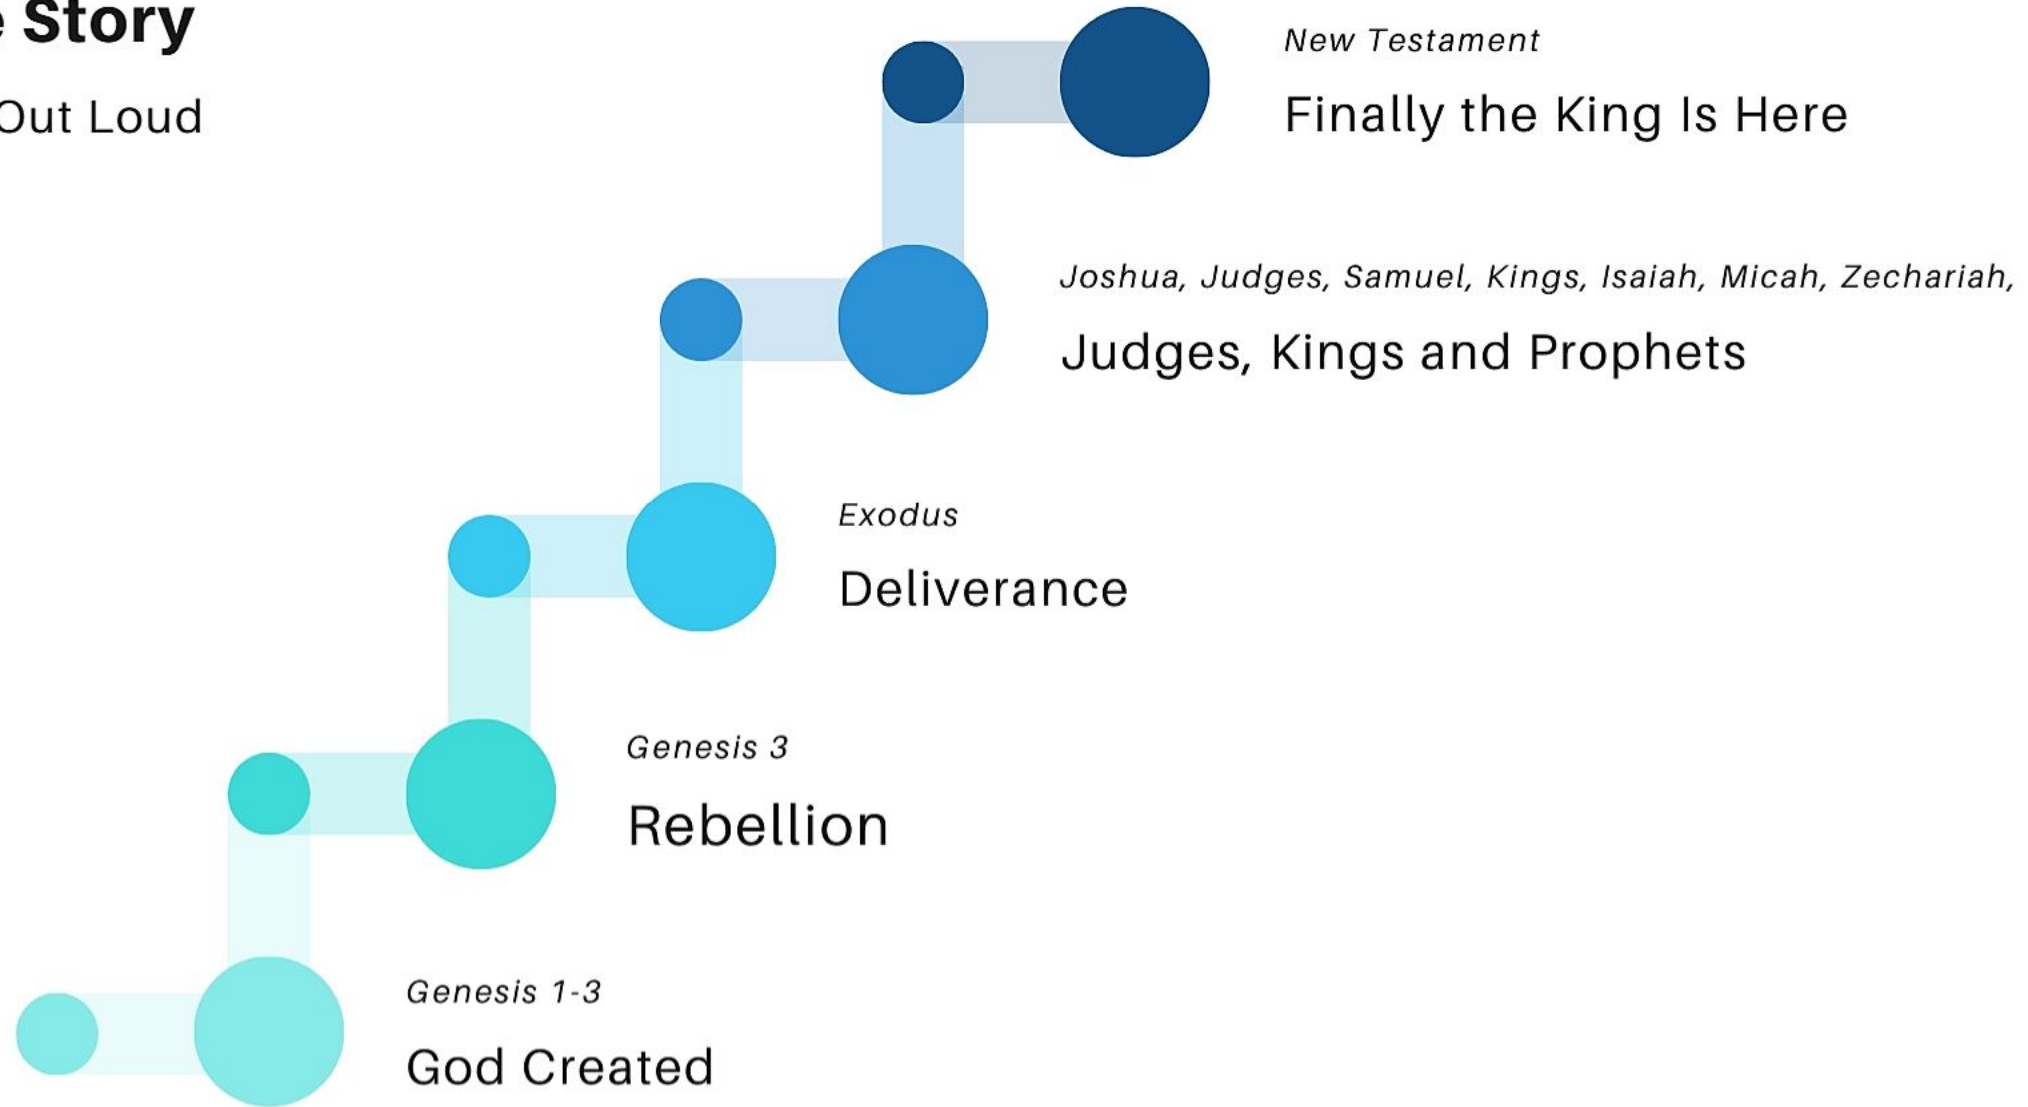 Story
Out Loud
New Testament
Finally the King Is Here
Joshua, Judges, Samuel, Kings, Isaiah, Micah, Zechariah,
Judges, Kings and Prophets
Exodus
Deliverance
Genesis 3
Rebellion
Genesis 1-3
God Created